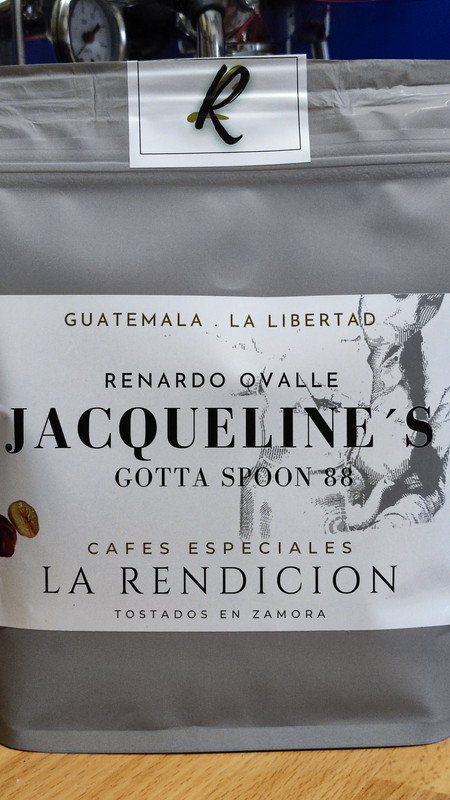 R
GUATEMALA . LA LIBERTAD
RENARDO OVALLE
JACQUELINE´S
GOTTA SPOON 88
CAFES ESPECIALES
LA RENDICION
TOSTADOS EN ZAMORA